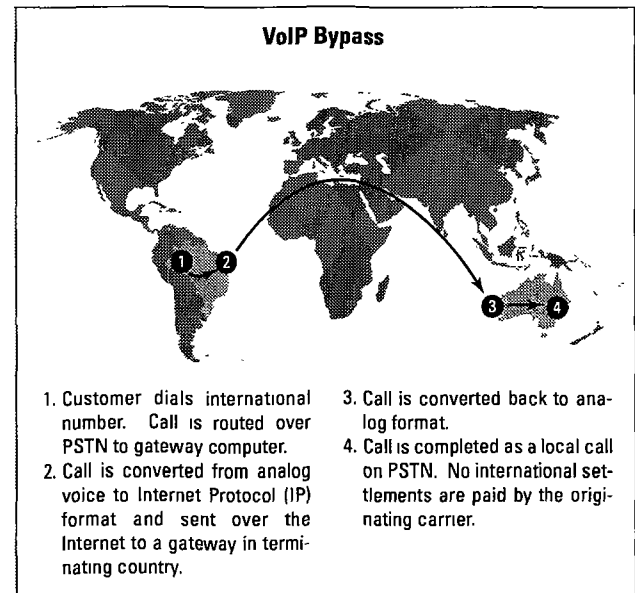 VoIP Bypass
1
2
3
4
1. Customer dials international
number. Call is routed over
PSTN to gateway computer.
2. Call is converted from analog
voice to Internet Protocol (IP)
format and sent over the
Internet to a gateway in termi-
nating country.
3. Call is converted back to ana-
log format.
4. Call is completed as a local call
on PSTN. No international set-
tlements are paid by the origi-
nating carrier.